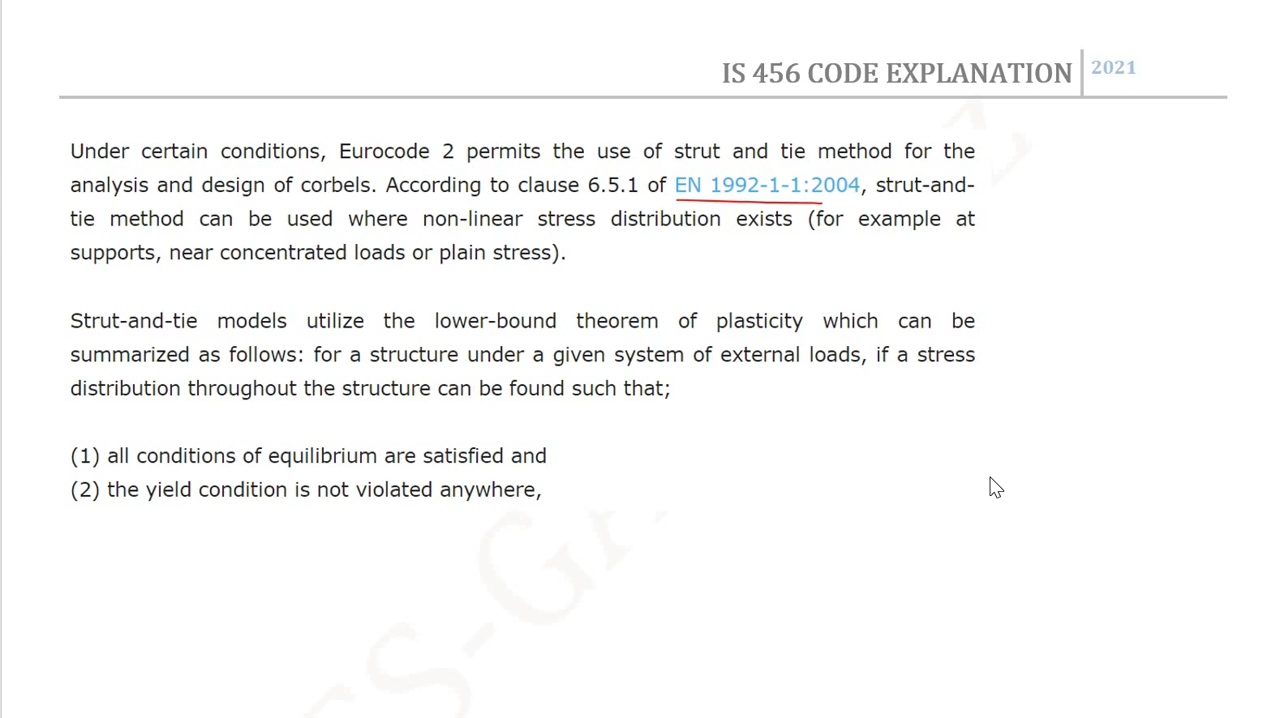 IS 456 CODE EXPLANATION 2021
Under certain conditions, Eurocode 2 permits the use of strut and tie method for the
analysis and design of corbels. According to clause 6.5.1 of EN 1992-1-1:2004, strut-and-
tie method can be used where non-linear stress distribution exists (for example at
supports, near concentrated loads or plain stress).
Strut-and-tie models utilize the lower-bound theorem of plasticity which can be
summarized as follows: for a structure under a given system of external loads, if a stress
distribution throughout the structure can be found such that;
(1) all conditions of equilibrium are satisfied and
(2) the yield condition is not violated anywhere,